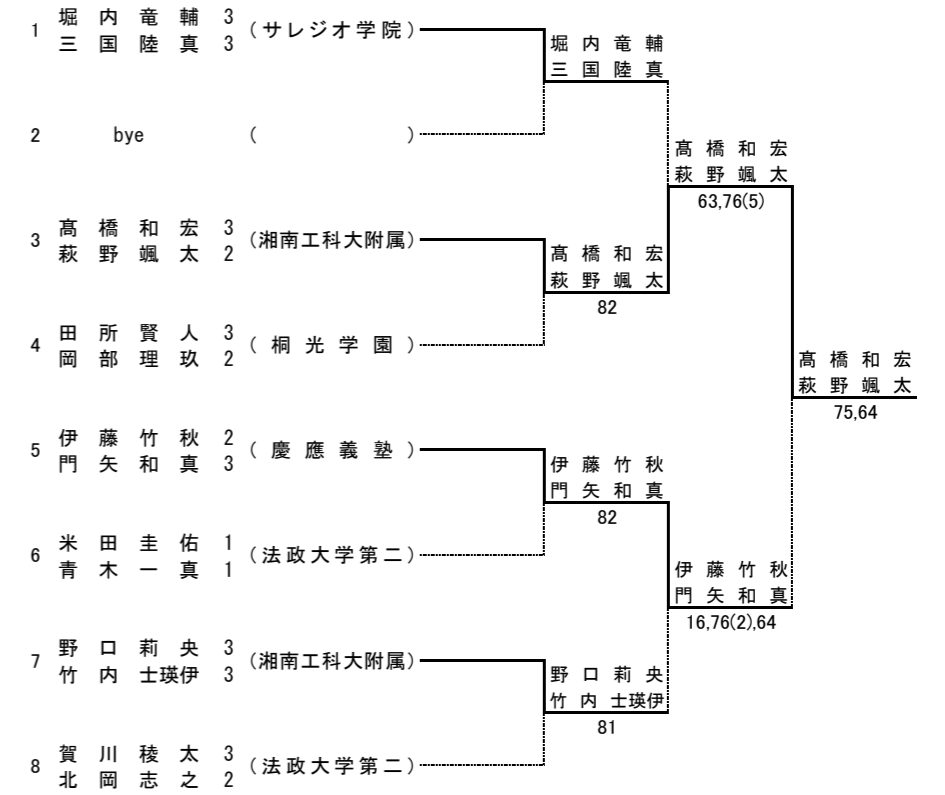 堀内竜輔 3
1 (サレジオ学院)
三国陸真 3
堀内竜輔
三国陸真
2 bye ( )
髙橋和宏
萩野颯太
63,76(5)
髙橋和宏 3
3 (湘南工科大附属)
萩野颯太 2
髙橋和宏
萩野颯太
82
田所賢人 3
4 (桐光学園)
岡部理玖 2
髙橋和宏
萩野颯太
75,64
伊藤竹秋 2
5 (慶應義塾)
門矢和真 3
伊藤竹秋
門矢和真
82
米田圭佑 1
6 (法政大学第二)
青木一真 1
伊藤竹秋
門矢和真
16,76(2),64
野口莉央 3
7 (湘南工科大附属)
竹内士瑛伊 3
野口莉央
竹内士瑛伊
81
賀川稜太 3
8 (法政大学第二)
北岡志之 2